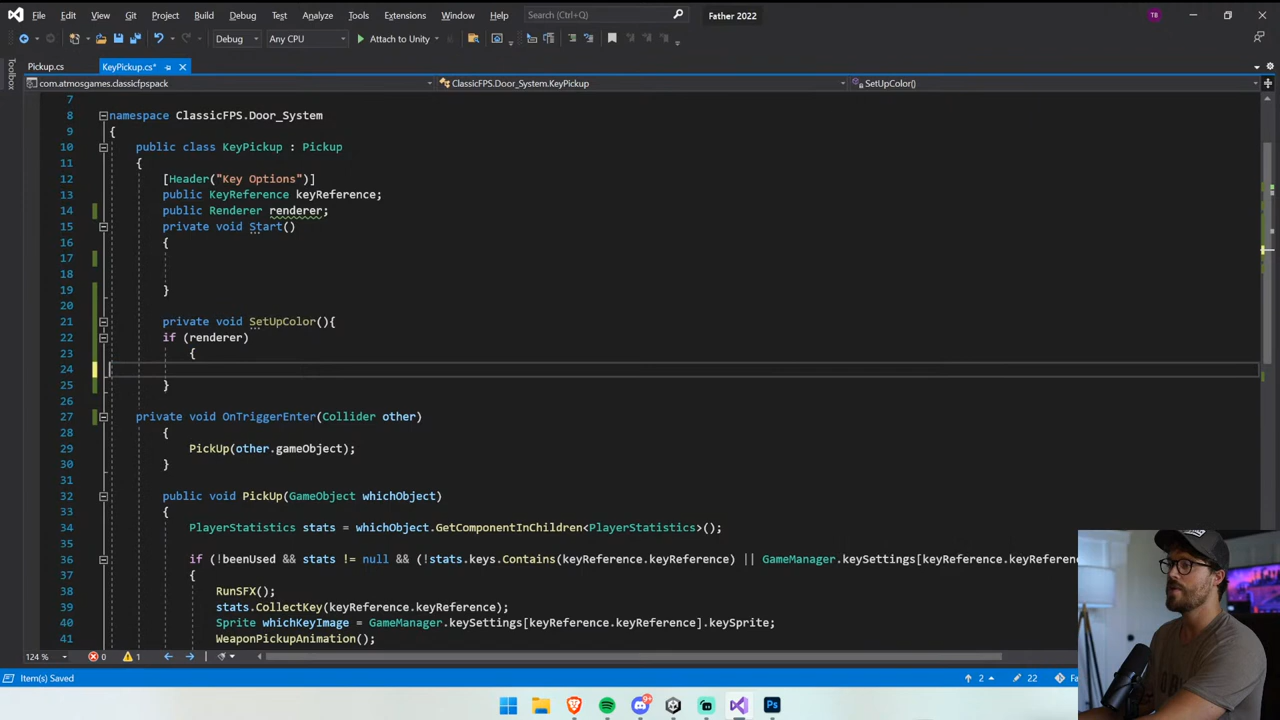 File Edit View Git Project Build Debug Test Analyze Tools Extensions Window Help Search (Ctrl+Q) Father 2022 TB
Debug Any CPU Attach to Unity
Toolbox
Pickup.cs KeyPickup.cs*
com.atmosgames.classicfpspack ClassicFPS.Door_System.KeyPickup SetUpColor()
7
8 namespace ClassicFPS.Door_System
9 {
10 public class KeyPickup : Pickup
11 {
12 [Header("Key Options")]
13 public KeyReference keyReference;
14 public Renderer renderer;
15 private void Start()
16 {
17
18
19 }
20
21 private void SetUpColor(){
22 if (renderer)
23 {
24
25 }
26
27 private void OnTriggerEnter(Collider other)
28 {
29 PickUp(other.gameObject);
30 }
31
32 public void PickUp(GameObject whichObject)
33 {
34 PlayerStatistics stats = whichObject.GetComponentInChildren<PlayerStatistics>();
35
36 if (!beenUsed && stats != null && (!stats.keys.Contains(keyReference.keyReference) || GameManager.keySettings[keyReference.keyReferenc
37 {
38 RunSFX();
39 stats.CollectKey(keyReference.keyReference);
40 Sprite whichKeyImage = GameManager.keySettings[keyReference.keyReference].keySprite;
41 WeaponPickupAnimation();
124 % 0 1
Item(s) Saved 2 22 Fa
Ps